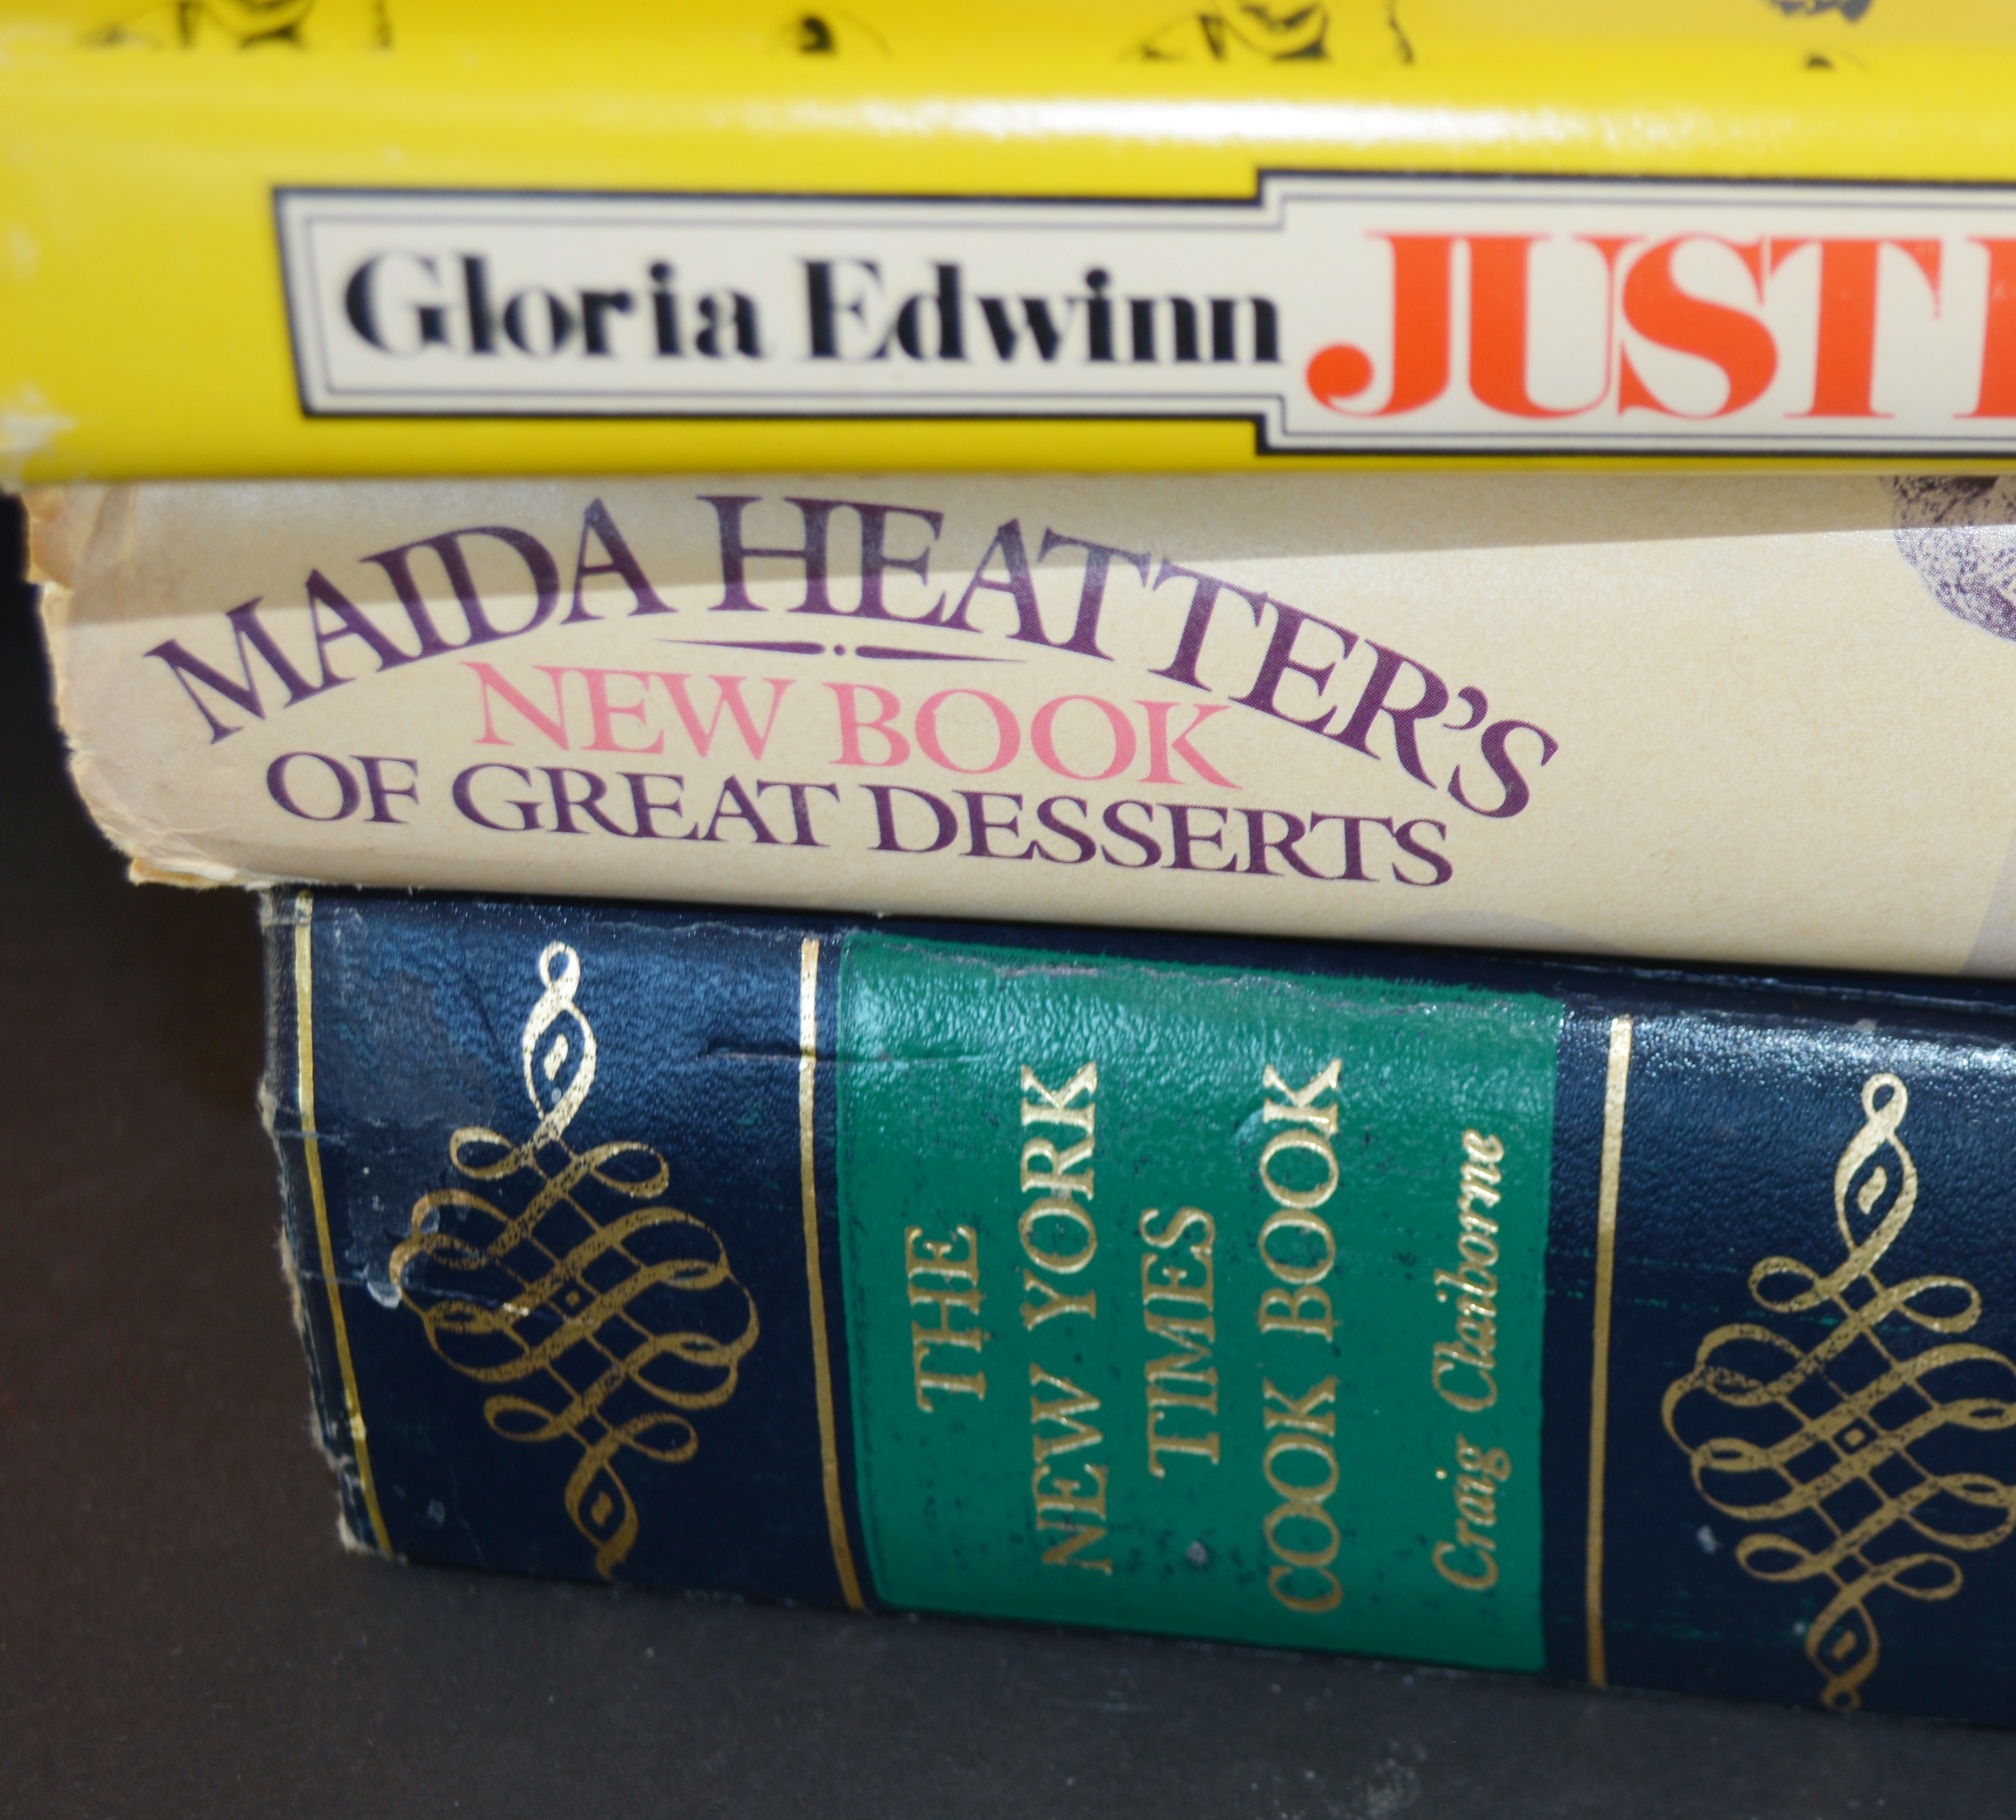 Gloria Edwinn JUST
MAIDA HEATTER'S
NEW BOOK
OF GREAT DESSERTS
THE
NEW YORK
TIMES
COOK BOOK
Craig Claiborne